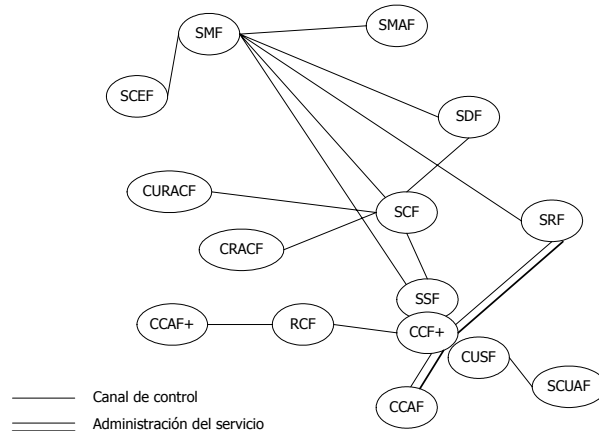 SMF
SMAF
SCEF
SDF
CURACF
SCF
SRF
CRACF
SSF
CCAF+
RCF
CCF+
CUSF
SCUAF
CCAF
Canal de control
Administración del servicio